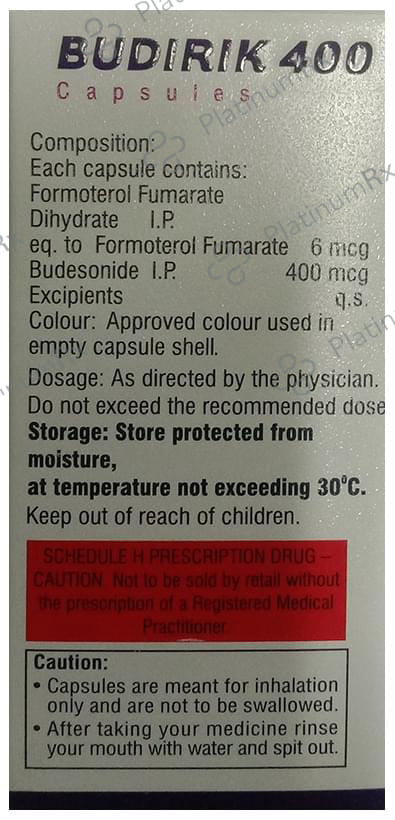 BUDIRIK 400
Capsules
Composition:
Each capsule contains:
Formoterol Fumarate
Dihydrate I.P.
eq. to Formoterol Fumarate 6 mcg
Budesonide I.P. 400 mcg
Excipients q.s.
Colour: Approved colour used in
empty capsule shell.
Dosage: As directed by the physician.
Do not exceed the recommended dose
Storage: Store protected from
moisture,
at temperature not exceeding 30°C.
Keep out of reach of children.
SCHEDULE H PRESCRIPTION DRUG –
CAUTION Not to be sold by retail without
the prescription of a Registered Medical
Practitioner.
Caution:
• Capsules are meant for inhalation
only and are not to be swallowed.
• After taking your medicine rinse
your mouth with water and spit out.
PlatinumRx
PlatinumRx